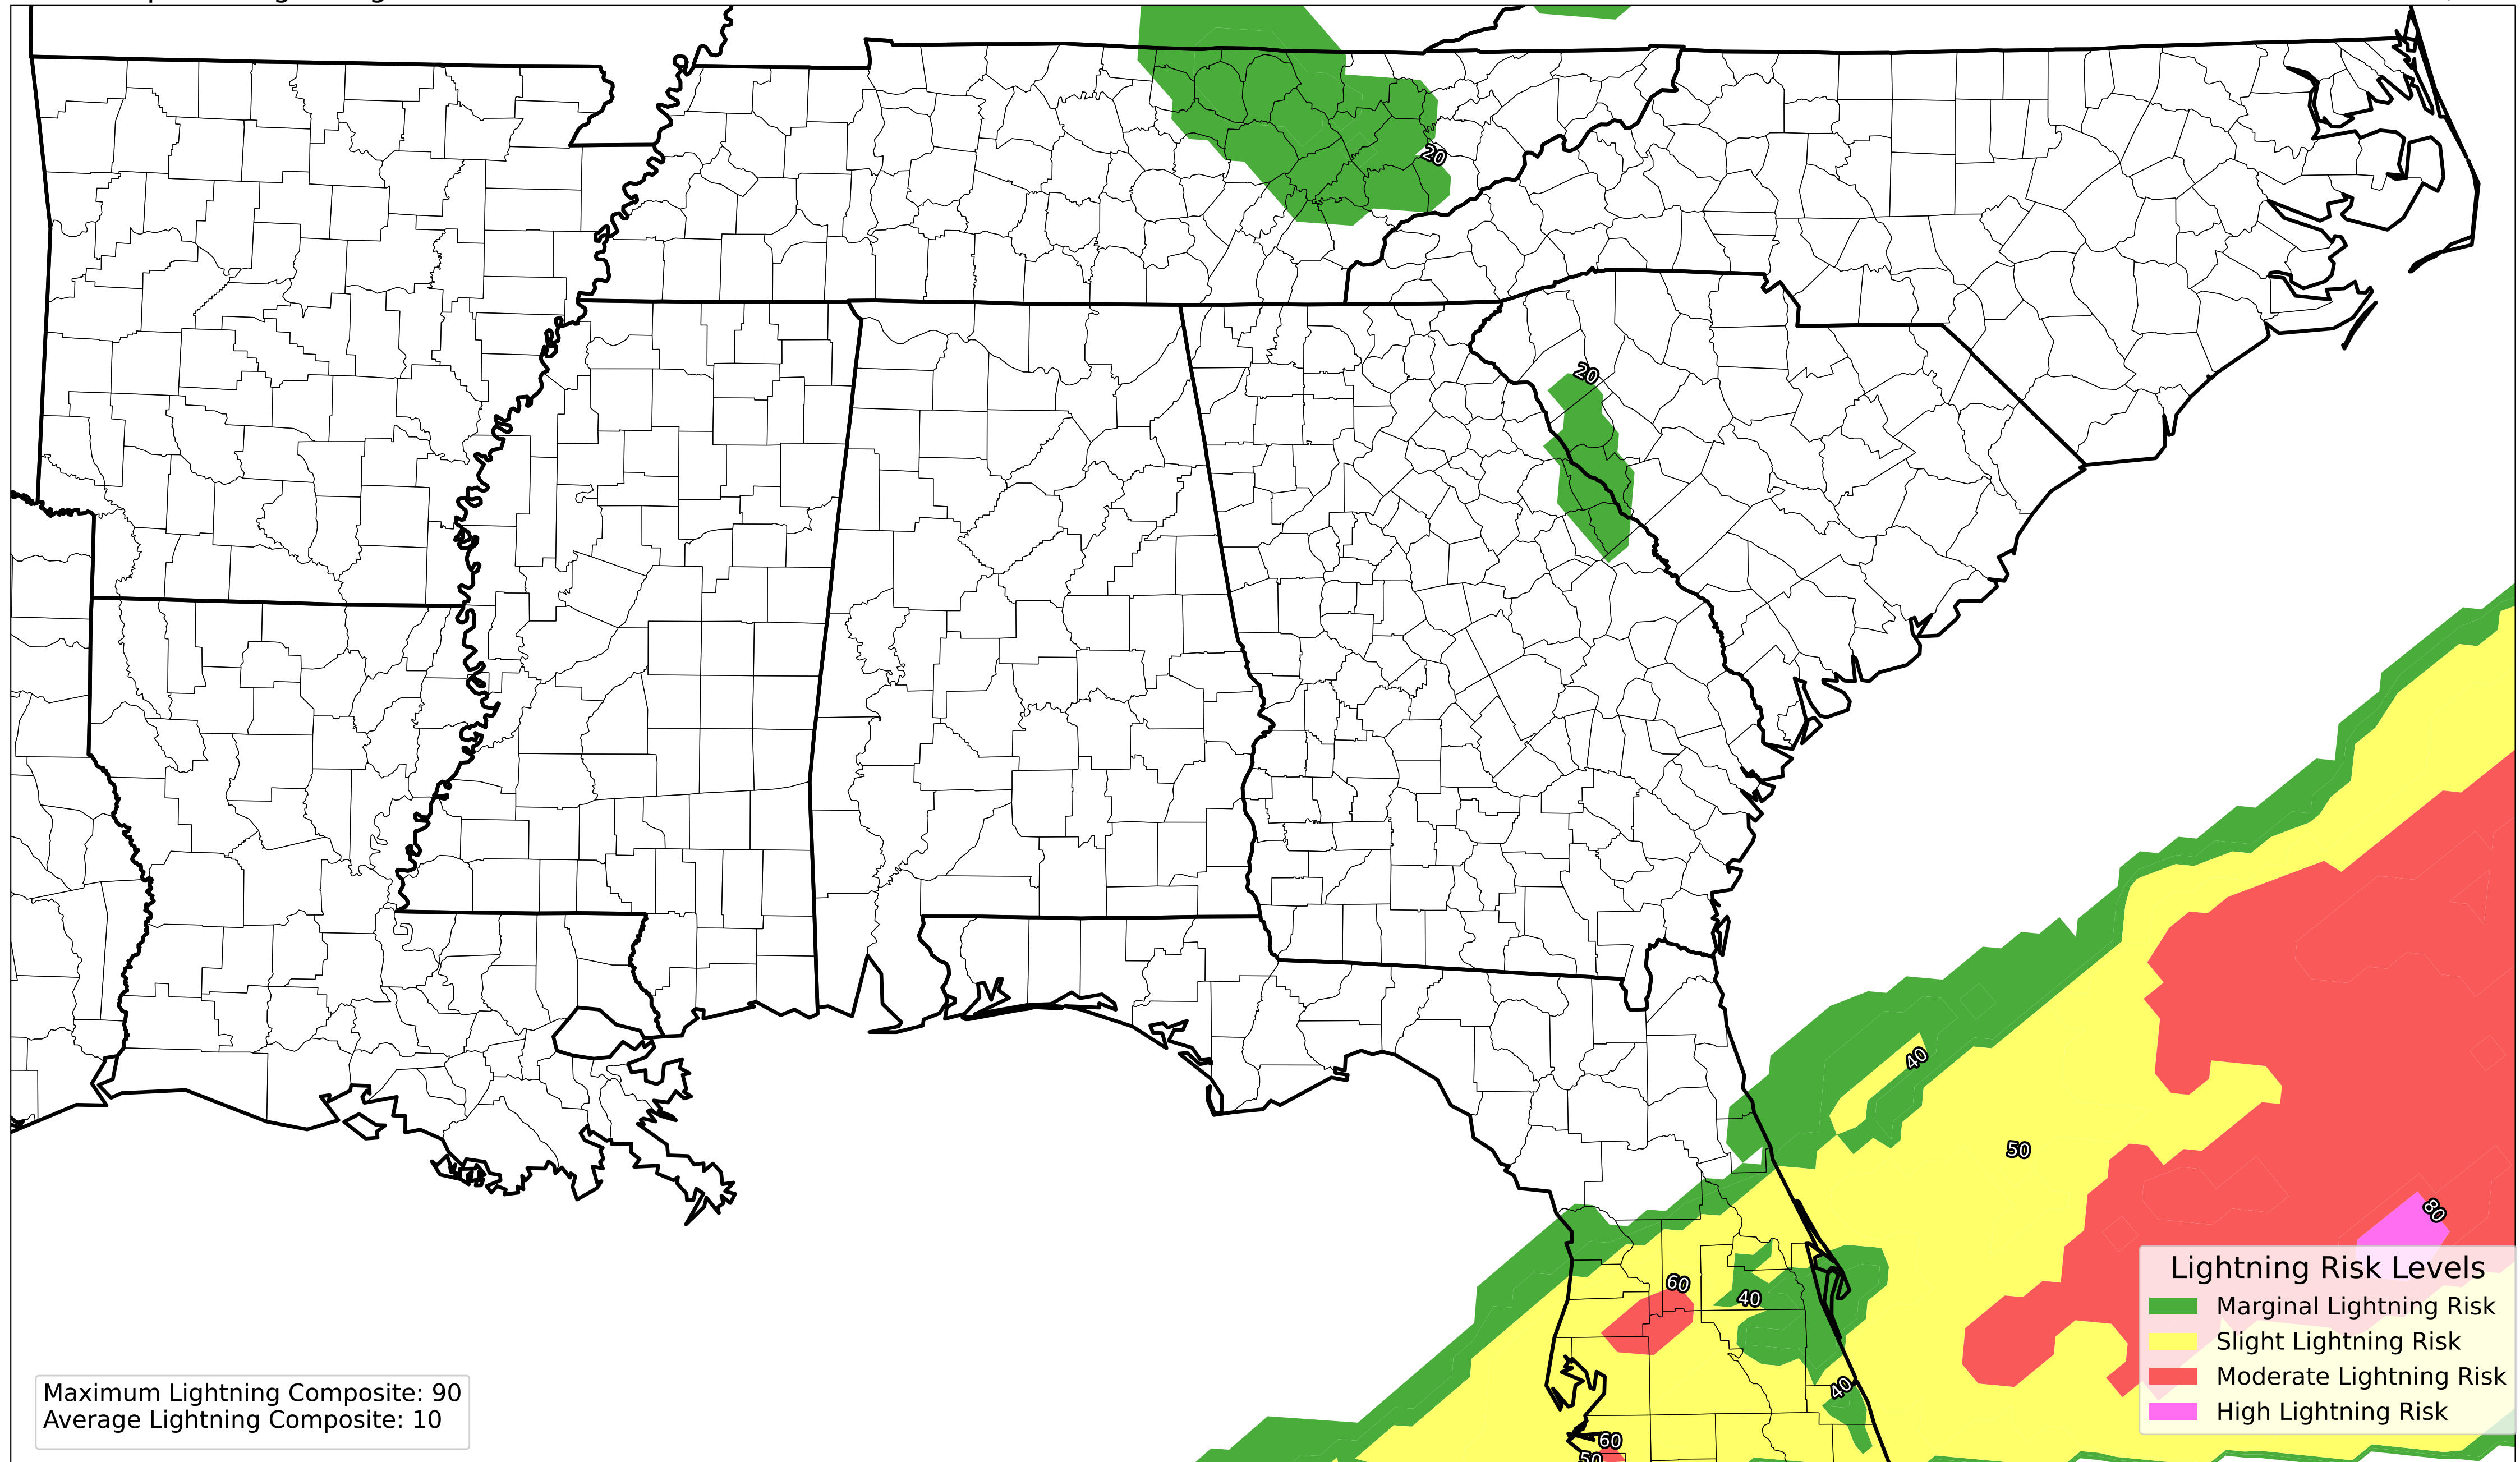 20
20
40
50
80
60
40
40
60
50
Lightning Risk Levels
Marginal Lightning Risk
Slight Lightning Risk
Moderate Lightning Risk
High Lightning Risk
Maximum Lightning Composite: 90
Average Lightning Composite: 10